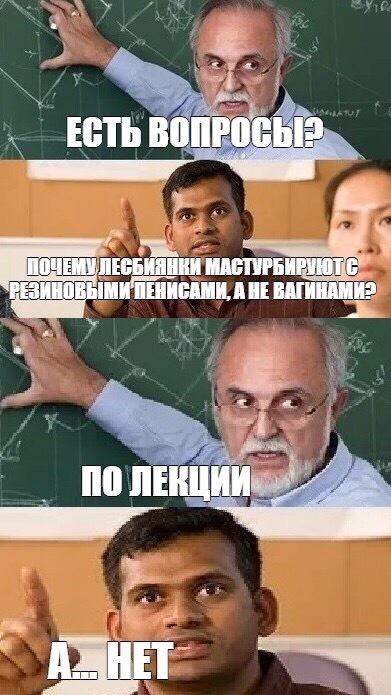 ЕСТЬ ВОПРОСЫ?
ПОЧЕМУ ЛЕСБИЯНКИ МАСТУРБИРУЮТ С
РЕЗИНОВЫМИ ПЕНИСАМИ, А НЕ ВАГИНАМИ?
ПО ЛЕКЦИИ
А... НЕТ